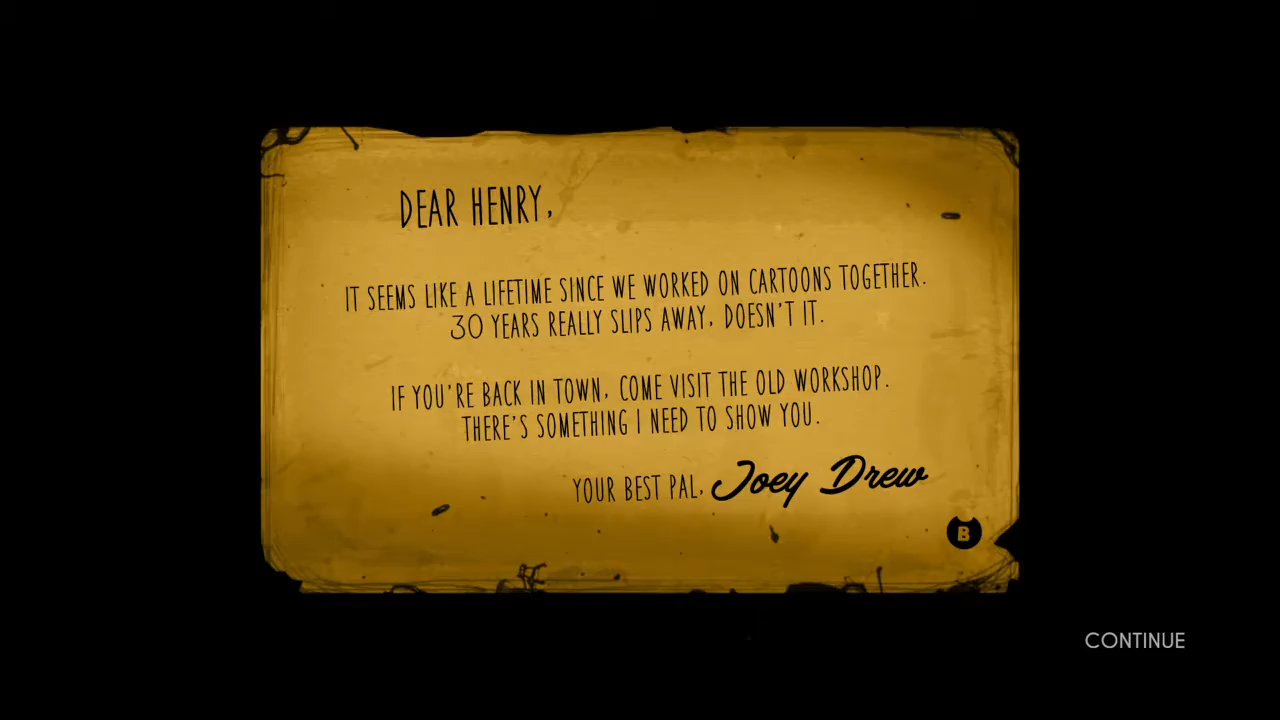 DEAR HENRY,
IT SEEMS LIKE A LIFETIME SINCE WE WORKED ON CARTOONS TOGETHER.
30 YEARS REALLY SLIPS AWAY, DOESN'T IT.
IF YOU'RE BACK IN TOWN, COME VISIT THE OLD WORKSHOP.
THERE'S SOMETHING I NEED TO SHOW YOU.
YOUR BEST PAL, Joey Drew
B
CONTINUE